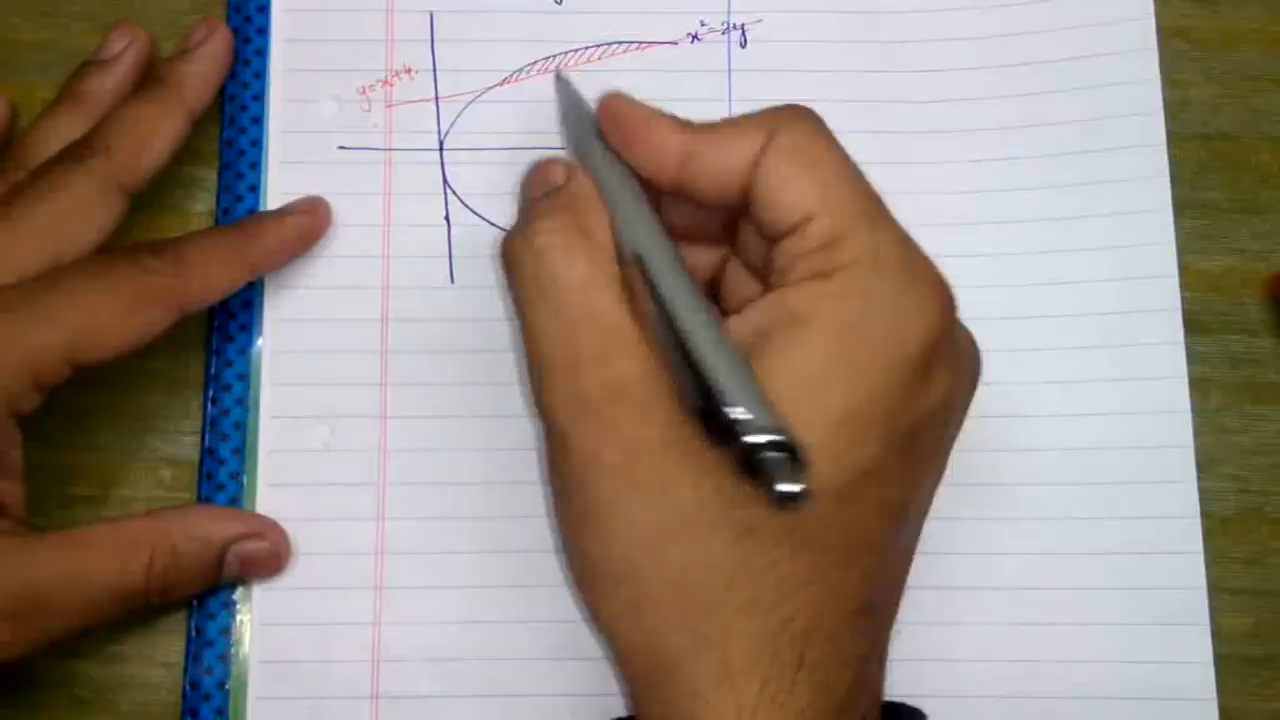 x² = 2y
y = x + 4.